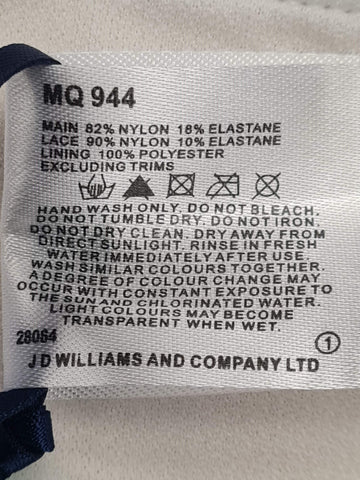 MQ 944
MAIN 82% NYLON 18% ELASTANE
LACE 90% NYLON 10% ELASTANE
LINING 100% POLYESTER
EXCLUDING TRIMS
HAND WASH ONLY. DO NOT BLEACH.
DO NOT TUMBLE DRY. DO NOT IRON.
DO NOT DRY CLEAN. DRY AWAY FROM
DIRECT SUNLIGHT. RINSE IN FRESH
WATER IMMEDIATELY AFTER USE.
WASH SIMILAR COLOURS TOGETHER.
A DEGREE OF COLOUR CHANGE MAY
OCCUR WITH CONSTANT EXPOSURE TO
THE SUN AND CHLORINATED WATER.
LIGHT COLOURS MAY BECOME
TRANSPARENT WHEN WET.
28064
1
J D WILLIAMS AND COMPANY LTD